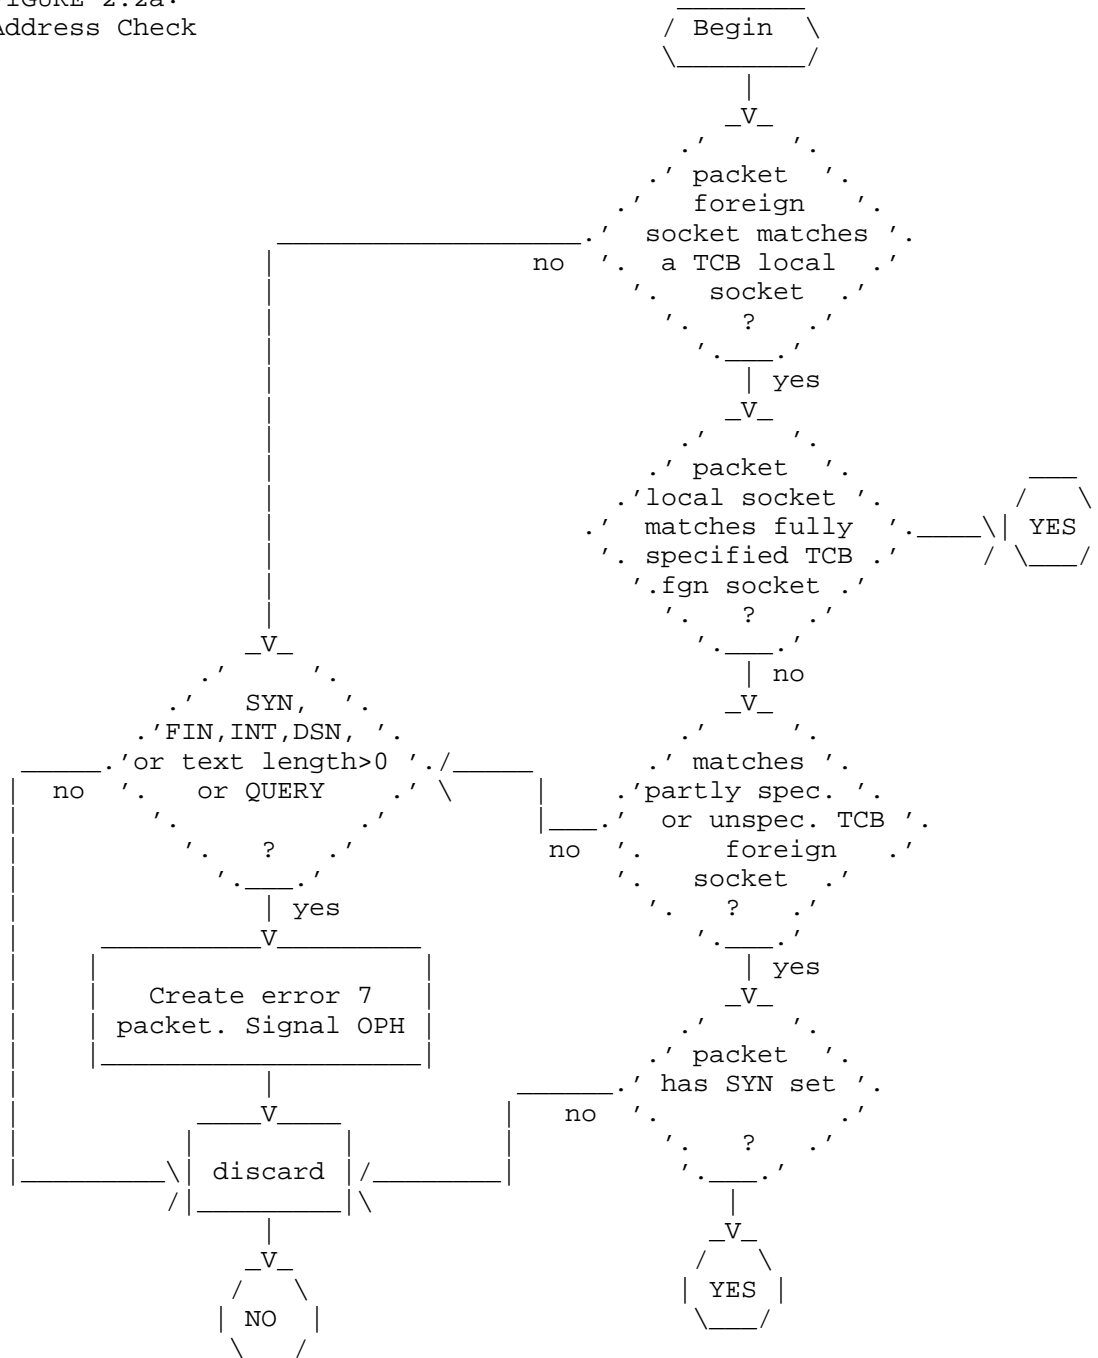 FIGURE 2.2a:
Address Check
Begin
packet
foreign
socket matches
no a TCB local
socket
?
yes
packet
local socket
matches fully
YES
specified TCB
fgn socket
?
no
SYN,
FIN,INT,DSN,
or text length>0
no or QUERY
?
yes
matches
partly spec.
or unspec. TCB
no foreign
socket
?
yes
Create error 7
packet. Signal OPH
packet
has SYN set
no
?
discard
NO
YES